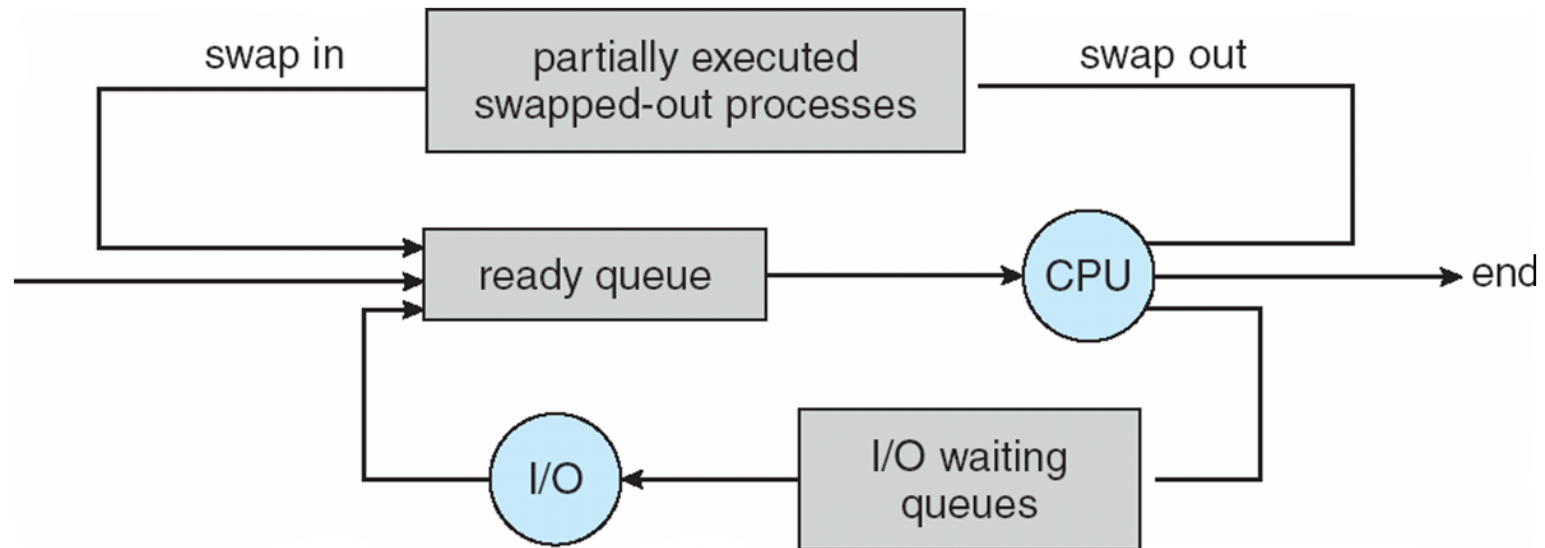 swap in
partially executed
swapped-out processes
swap out
ready queue
CPU
end
I/O
I/O waiting
queues